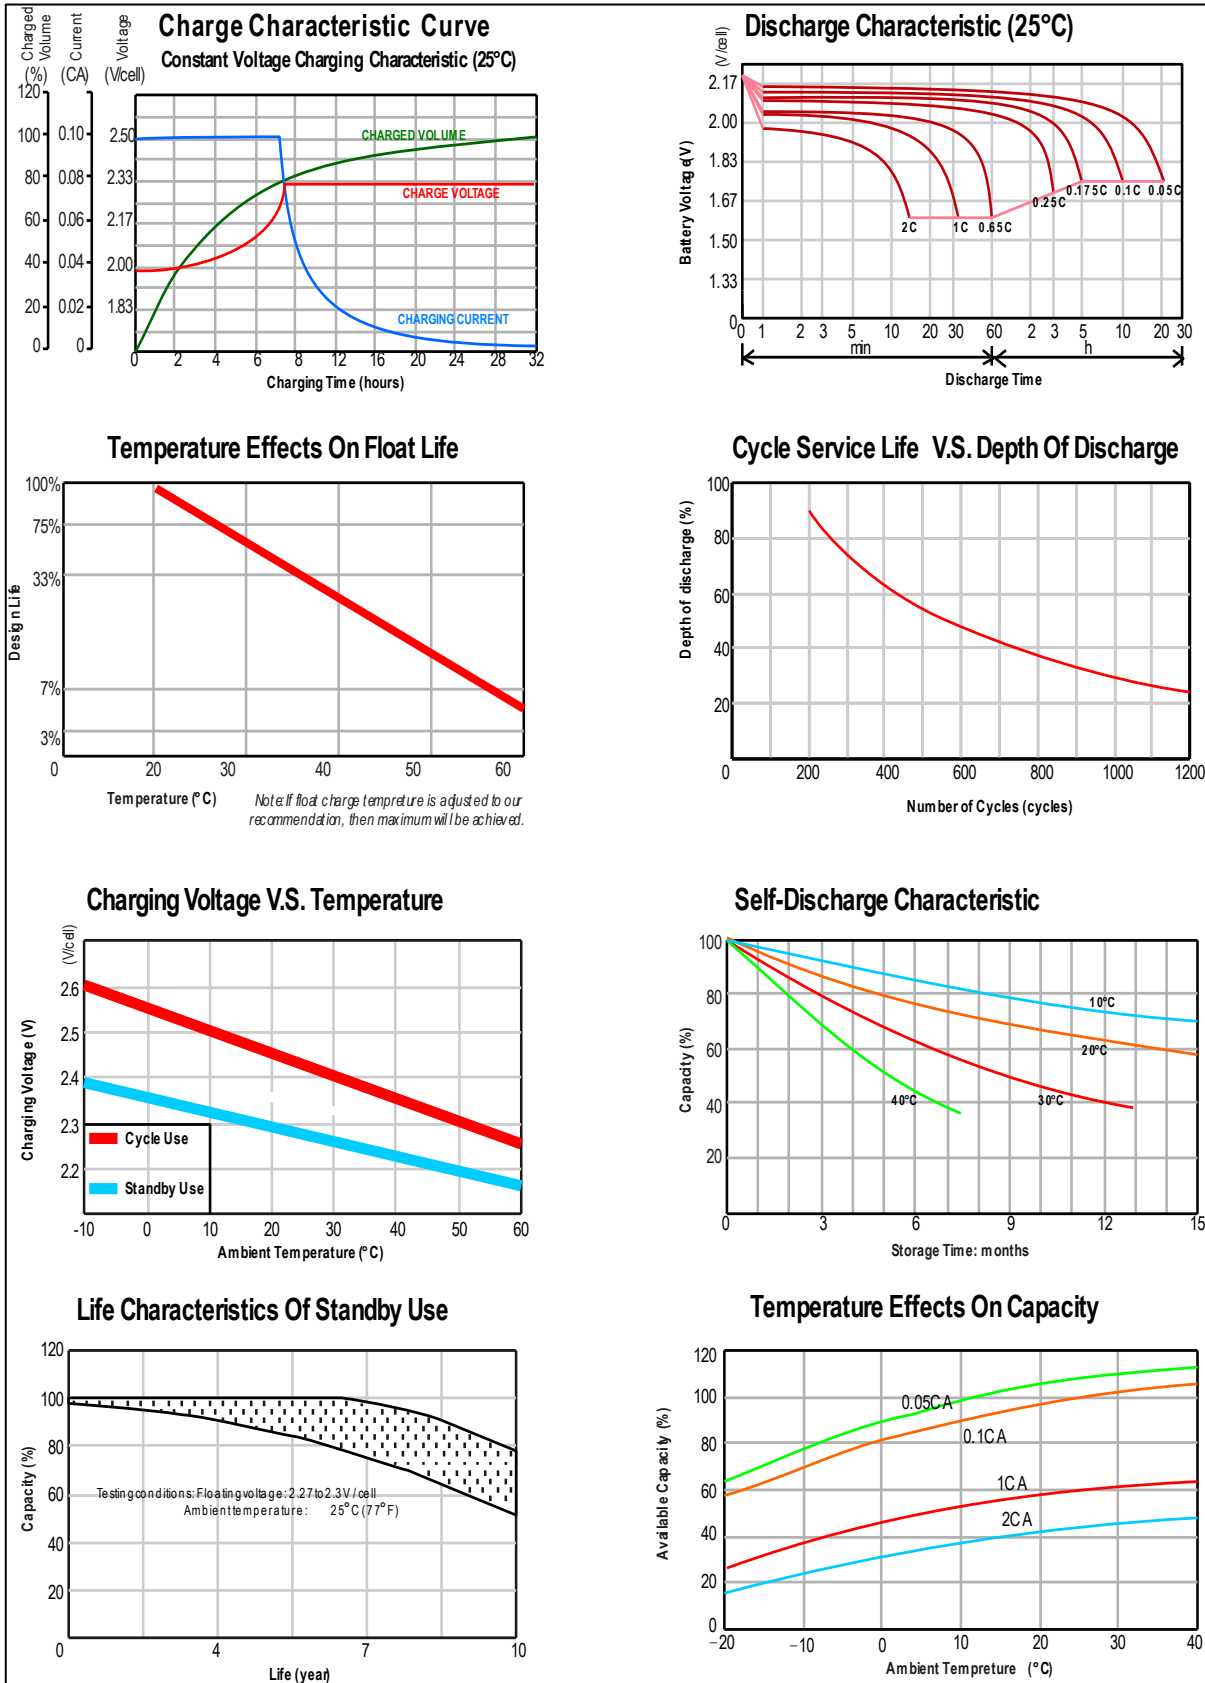 Charge Characteristic Curve
Constant Voltage Charging Characteristic (25°C)
Charged Volume
(%)
Current
(CA)
Voltage
(V/cell)
120
100
80
60
40
20
0
0.10
0.08
0.06
0.04
0.02
0
2.50
2.33
2.17
2.00
1.83
CHARGED VOLUME
CHARGE VOLTAGE
CHARGING CURRENT
0 2 4 6 8 12 16 20 24 28 32
Charging Time (hours)
Discharge Characteristic (25°C)
(V/cell)
Battery Voltage(V)
2.17
2.00
1.83
1.67
1.50
1.33
0
2C 1C 0.65C 0.25C 0.175C 0.1C 0.05C
0 1 2 3 5 10 20 30 60 2 3 5 10 20 30
min h
Discharge Time
Temperature Effects On Float Life
Design Life
100%
75%
33%
7%
3%
0 20 30 40 50 60
Temperature (°C)
Note:If float charge tempreture is adjusted to our
recommendation, then maximum will be achieved.
Cycle Service Life V.S. Depth Of Discharge
Depth of discharge (%)
100
80
60
40
20
0 200 400 600 800 1000 1200
Number of Cycles (cycles)
Charging Voltage V.S. Temperature
(V/cell)
Charging Voltage (V)
2.6
2.5
2.4
2.3
2.2
Cycle Use
Standby Use
-10 0 10 20 30 40 50 60
Ambient Temperature (°C)
Self-Discharge Characteristic
Capacity (%)
100
80
60
40
20
10°C
20°C
30°C
40°C
0 3 6 9 12 15
Storage Time: months
Life Characteristics Of Standby Use
Capacity (%)
120
100
80
60
40
20
Testing conditions: Floating voltage: 2.27 to 2.3 V / cell
Ambient temperature: 25°C (77°F)
0 4 7 10
Life (year)
Temperature Effects On Capacity
Available Capacity (%)
120
100
80
60
40
20
0
0.05CA
0.1CA
1CA
2CA
−20 −10 0 10 20 30 40
Ambient Tempreture (°C)